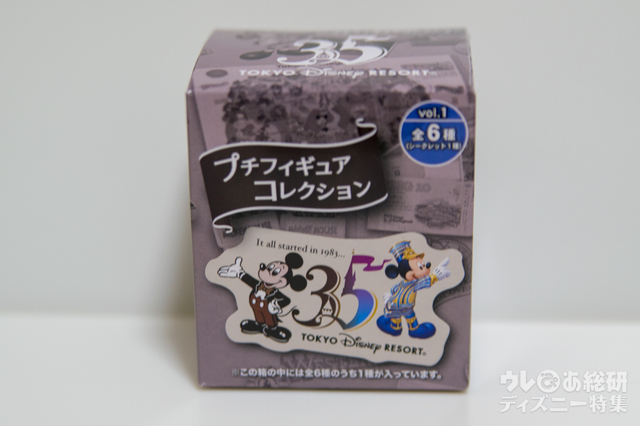 35
TOKYO Disney RESORT®
vol.1
全6種
(シークレット1種)
プチフィギュア
コレクション
It all started in 1983...
35
TOKYO Disney RESORT®
※この箱の中には全6種のうち1種が入っています。
ウレぴあ総研
ディズニー特集